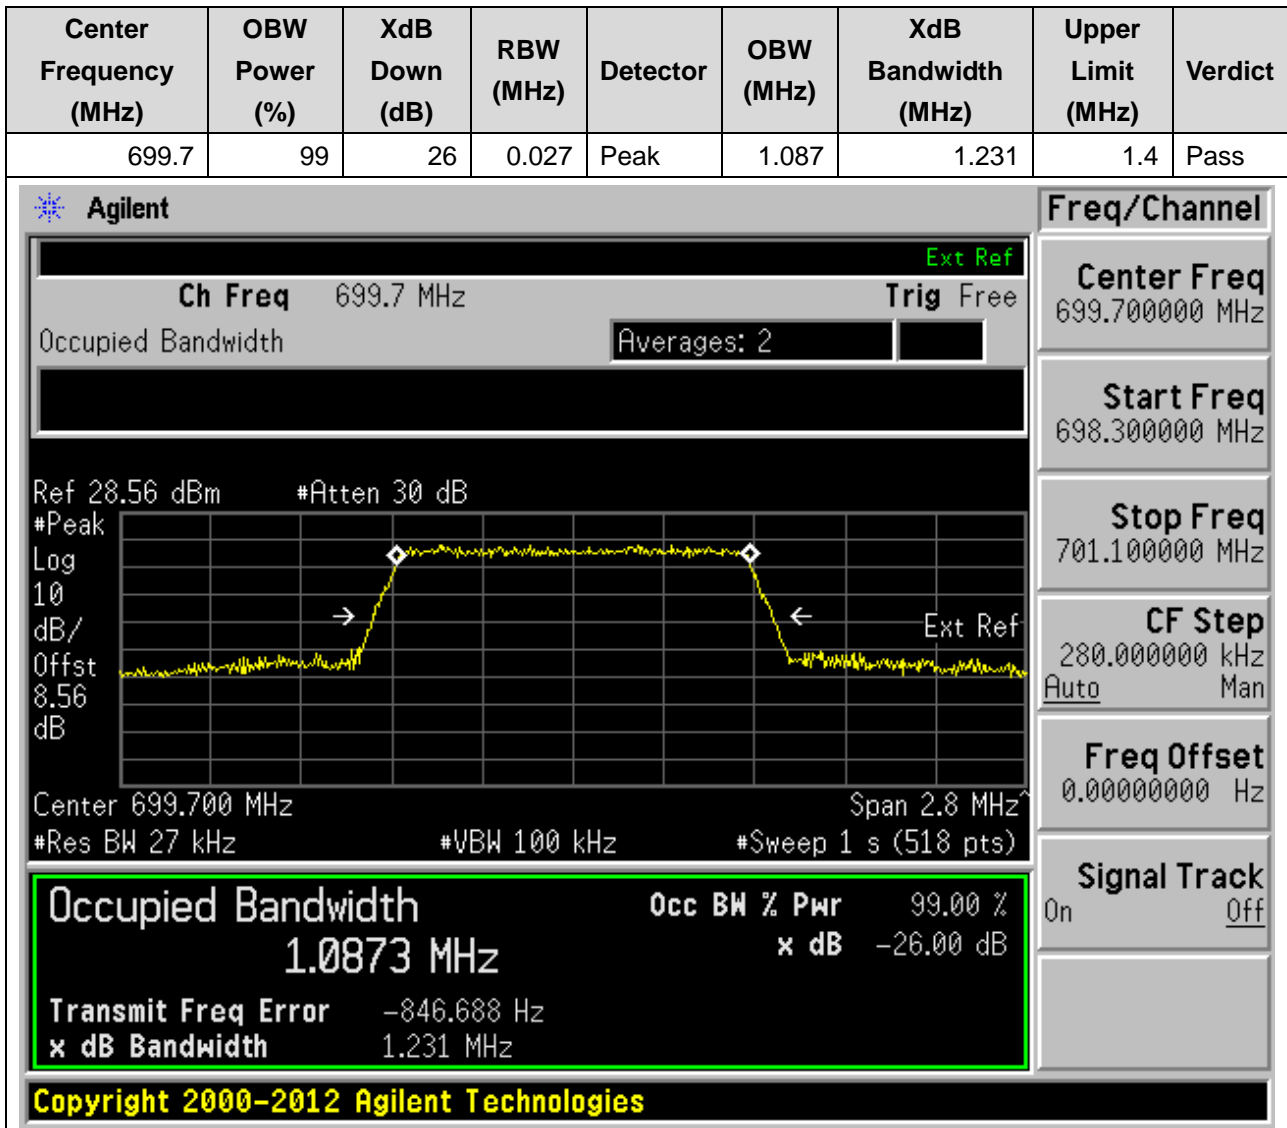 Center Frequency (MHz) OBW Power (%) XdB Down (dB) RBW (MHz) Detector OBW (MHz) XdB Bandwidth (MHz) Upper Limit (MHz) Verdict
699.7 99 26 0.027 Peak 1.087 1.231 1.4 Pass
Agilent
Ext Ref
Ch Freq 699.7 MHz Trig Free
Occupied Bandwidth Averages: 2
Ref 28.56 dBm #Atten 30 dB
#Peak
Log
10
dB/
Offst
8.56
dB
Ext Ref
Center 699.700 MHz Span 2.8 MHz^
#Res BW 27 kHz #VBW 100 kHz #Sweep 1 s (518 pts)
Occupied Bandwidth Occ BW % Pwr 99.00 %
1.0873 MHz x dB -26.00 dB
Transmit Freq Error -846.688 Hz
x dB Bandwidth 1.231 MHz
Copyright 2000-2012 Agilent Technologies
Freq/Channel
Center Freq
699.700000 MHz
Start Freq
698.300000 MHz
Stop Freq
701.100000 MHz
CF Step
280.000000 kHz
Auto Man
Freq Offset
0.00000000 Hz
Signal Track
On Off